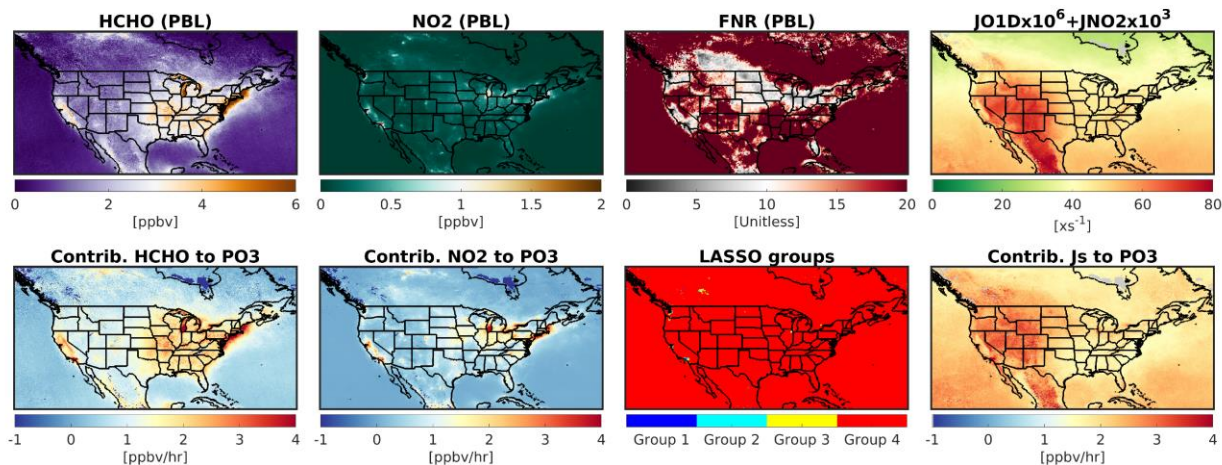 HCHO (PBL)
NO2 (PBL)
FNR (PBL)
JO1Dx10⁶+JNO2x10³
0 2 4 6
0 0.5 1 1.5 2
0 5 10 15 20
0 20 40 60 80
[ppbv]
[ppbv]
[Unitless]
[xs⁻¹]
Contrib. HCHO to PO3
Contrib. NO2 to PO3
LASSO groups
Contrib. Js to PO3
-1 0 1 2 3 4
-1 0 1 2 3 4
Group 1 Group 2 Group 3 Group 4
-1 0 1 2 3 4
[ppbv/hr]
[ppbv/hr]
[ppbv/hr]